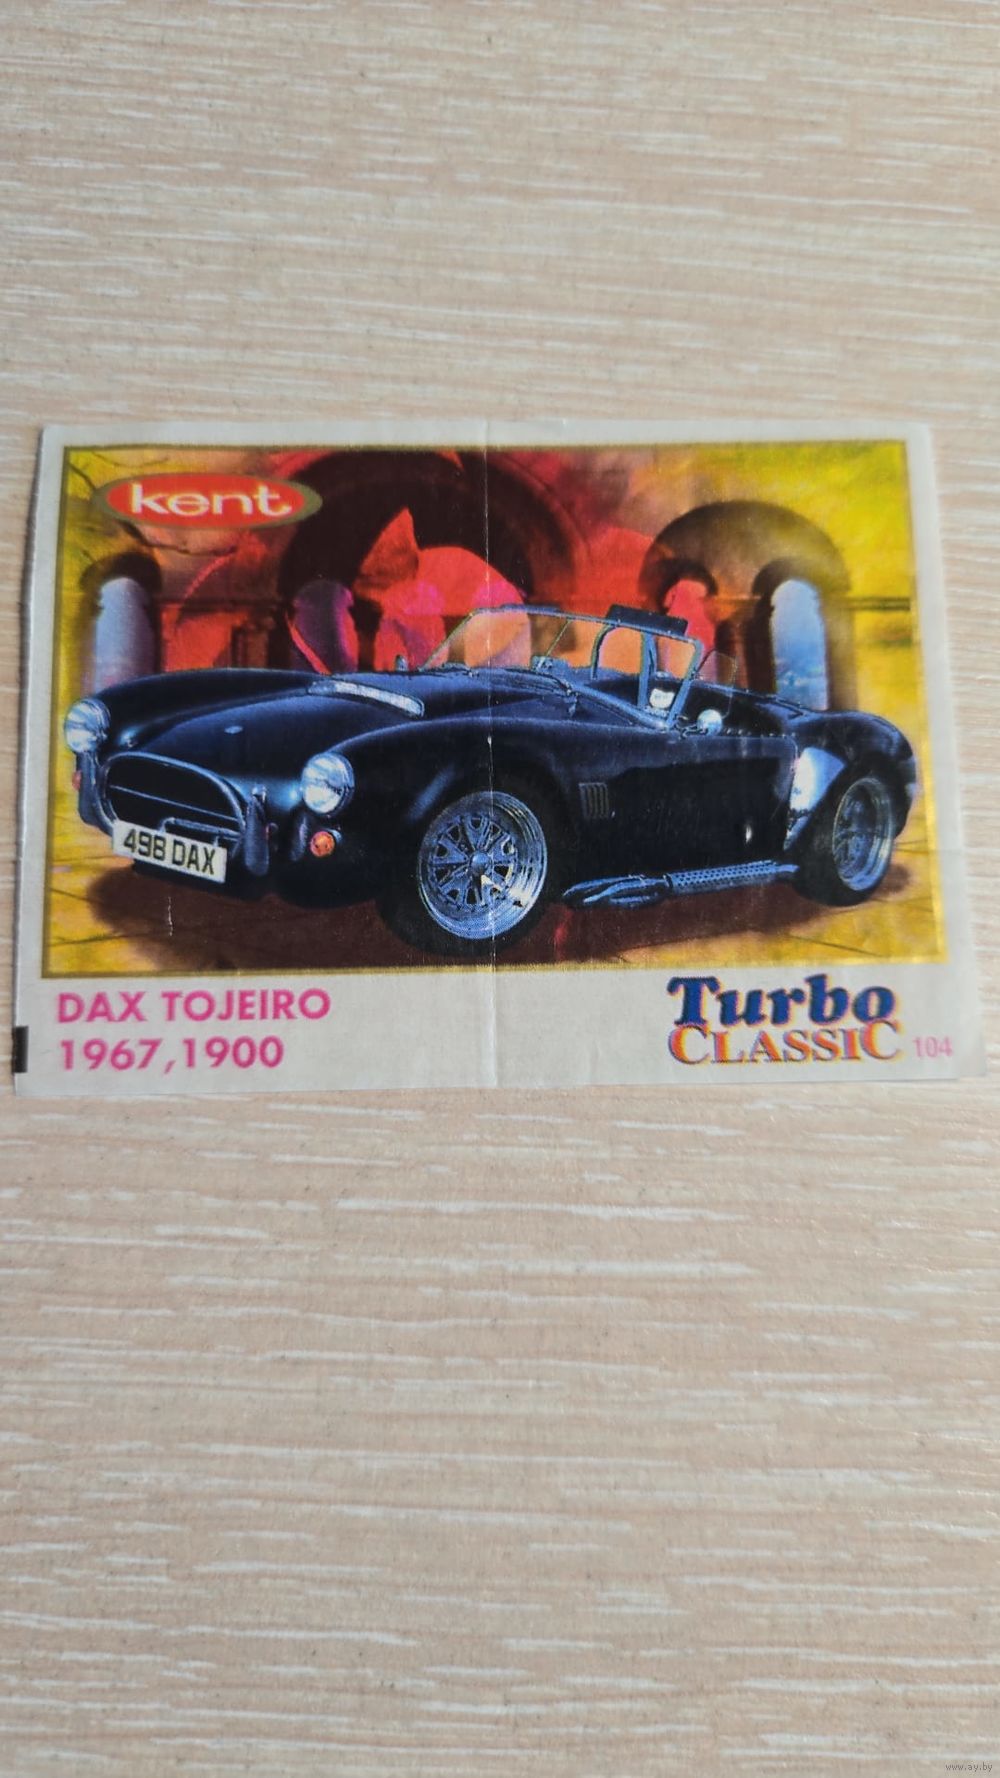 kent
498 DAX
DAX TOJEIRO
1967,1900
Turbo
CLASSIC 104
www.ay.by